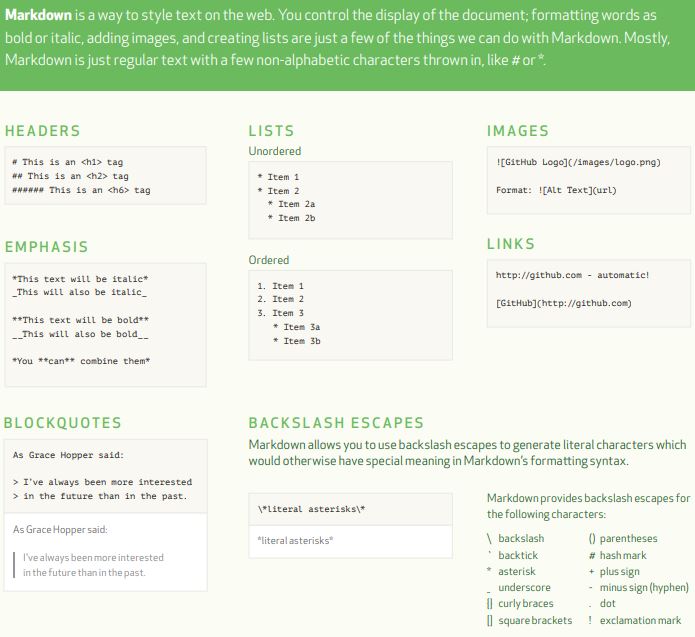 Markdown is a way to style text on the web. You control the display of the document; formatting words as
bold or italic, adding images, and creating lists are just a few of the things we can do with Markdown. Mostly,
Markdown is just regular text with a few non-alphabetic characters thrown in, like # or *.
HEADERS
# This is an <h1> tag
## This is an <h2> tag
###### This is an <h6> tag
EMPHASIS
*This text will be italic*
_This will also be italic_
**This text will be bold**
__This will also be bold__
*You **can** combine them*
LISTS
Unordered
* Item 1
* Item 2
  * Item 2a
  * Item 2b
Ordered
1. Item 1
2. Item 2
3. Item 3
   * Item 3a
   * Item 3b
IMAGES
![GitHub Logo](/images/logo.png)
Format: ![Alt Text](url)
LINKS
http://github.com - automatic!
[GitHub](http://github.com)
BLOCKQUOTES
As Grace Hopper said:
> I've always been more interested
> in the future than in the past.
As Grace Hopper said:
I've always been more interested
in the future than in the past.
BACKSLASH ESCAPES
Markdown allows you to use backslash escapes to generate literal characters which
would otherwise have special meaning in Markdown's formatting syntax.
\*literal asterisks\*
*literal asterisks*
Markdown provides backslash escapes for
the following characters:
\ backslash
` backtick
* asterisk
_ underscore
{} curly braces
[] square brackets
() parentheses
# hash mark
+ plus sign
- minus sign (hyphen)
. dot
! exclamation mark